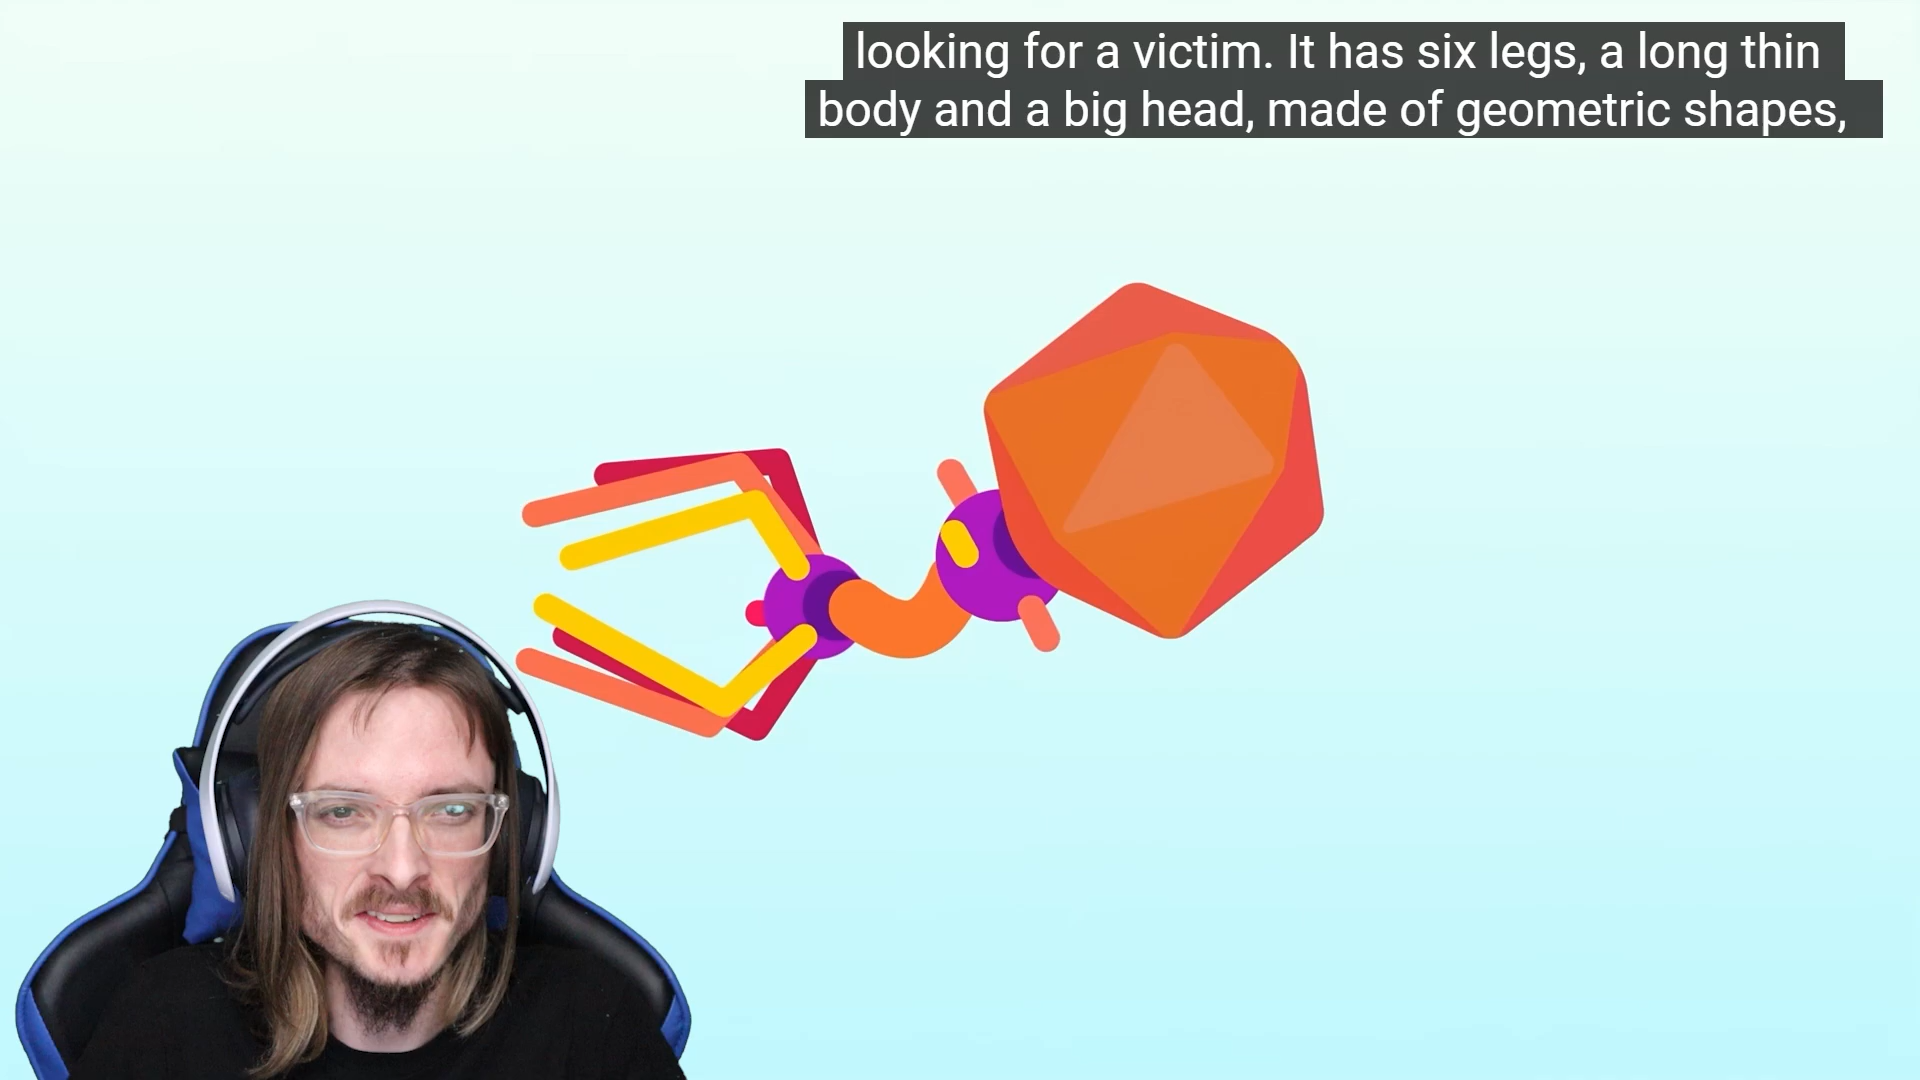 looking for a victim. It has six legs, a long thin
body and a big head, made of geometric shapes,